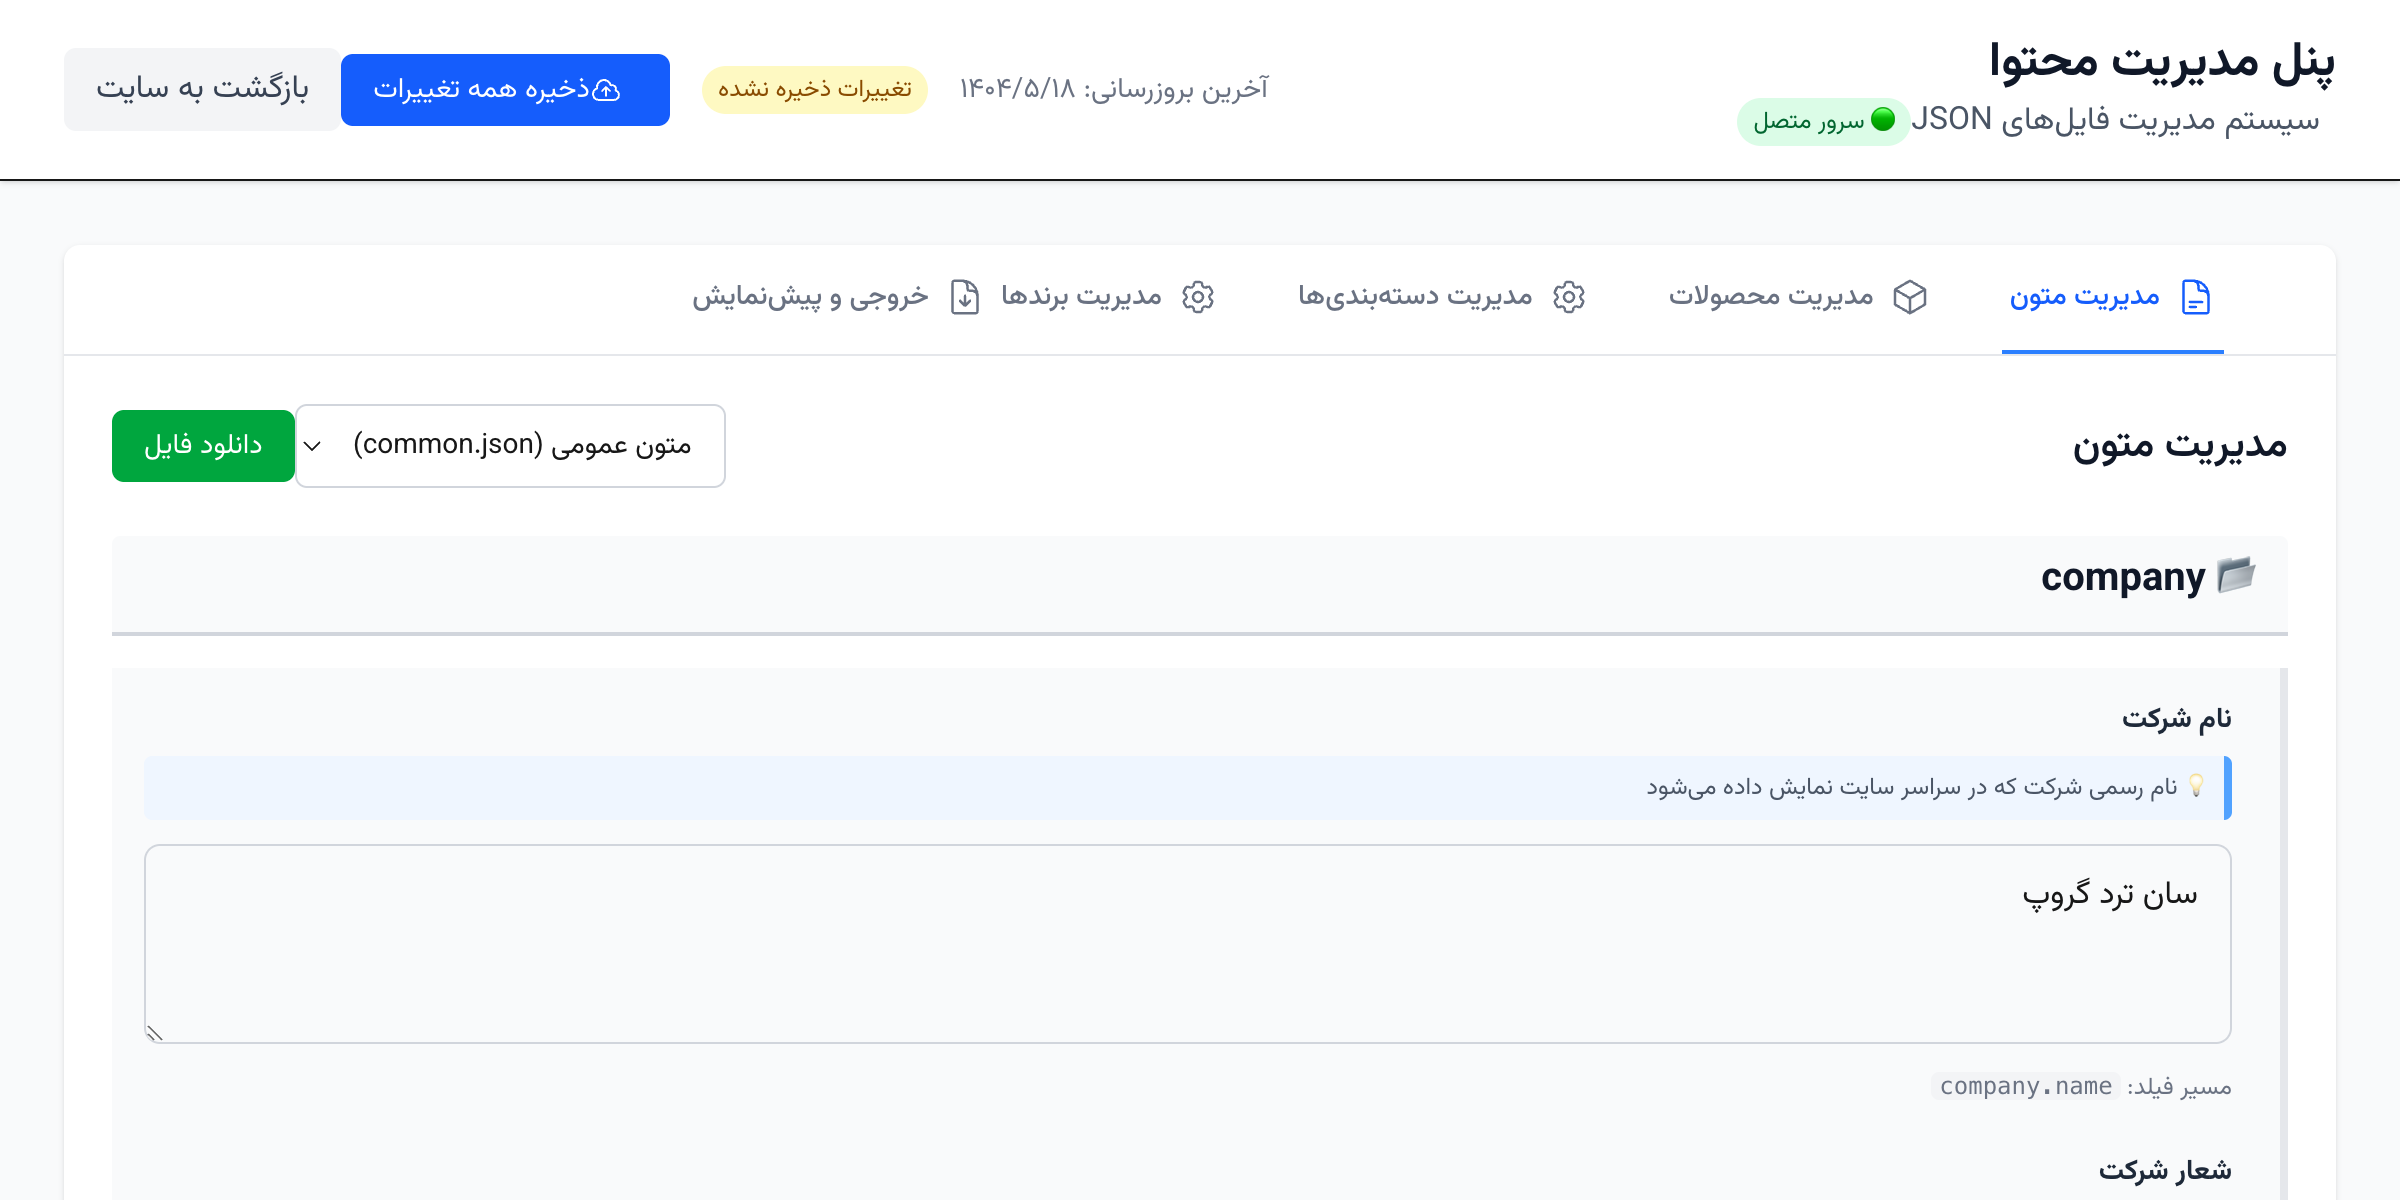 پنل مدیریت محتوا
سیستم مدیریت فایل‌های JSON
سرور متصل
آخرین بروزرسانی: ۱۴۰۴/۵/۱۸
تغییرات ذخیره نشده
ذخیره همه تغییرات
بازگشت به سایت
مدیریت متون
مدیریت محصولات
مدیریت دسته‌بندی‌ها
مدیریت برندها
خروجی و پیش‌نمایش
مدیریت متون
متون عمومی (common.json)
دانلود فایل
company
نام شرکت
نام رسمی شرکت که در سراسر سایت نمایش داده می‌شود
سان ترد گروپ
مسیر فیلد: company.name
شعار شرکت